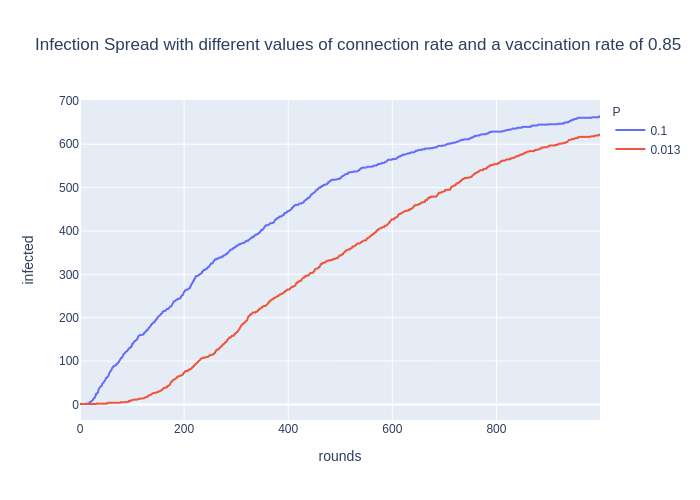 Infection Spread with different values of connection rate and a vaccination rate of 0.85
P
0.1
0.013
700
600
500
400
300
200
100
0
infected
0 200 400 600 800
rounds